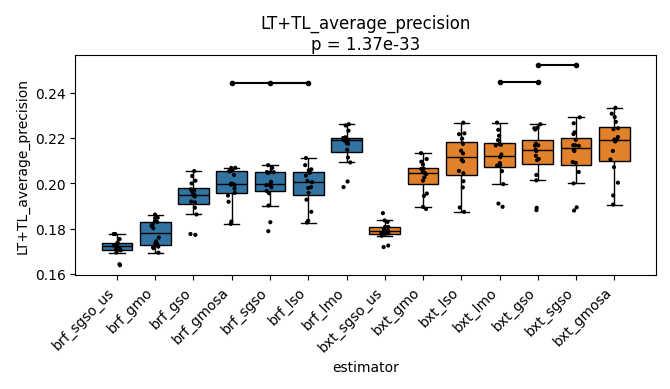 LT+TL_average_precision
p = 1.37e-33
LT+TL_average_precision
0.24
0.22
0.20
0.18
0.16
brf_sgso_us
brf_gmo
brf_gso
brf_gmosa
brf_sgso
brf_lso
brf_lmo
bxt_sgso_us
bxt_gmo
bxt_lso
bxt_lmo
bxt_gso
bxt_sgso
bxt_gmosa
estimator